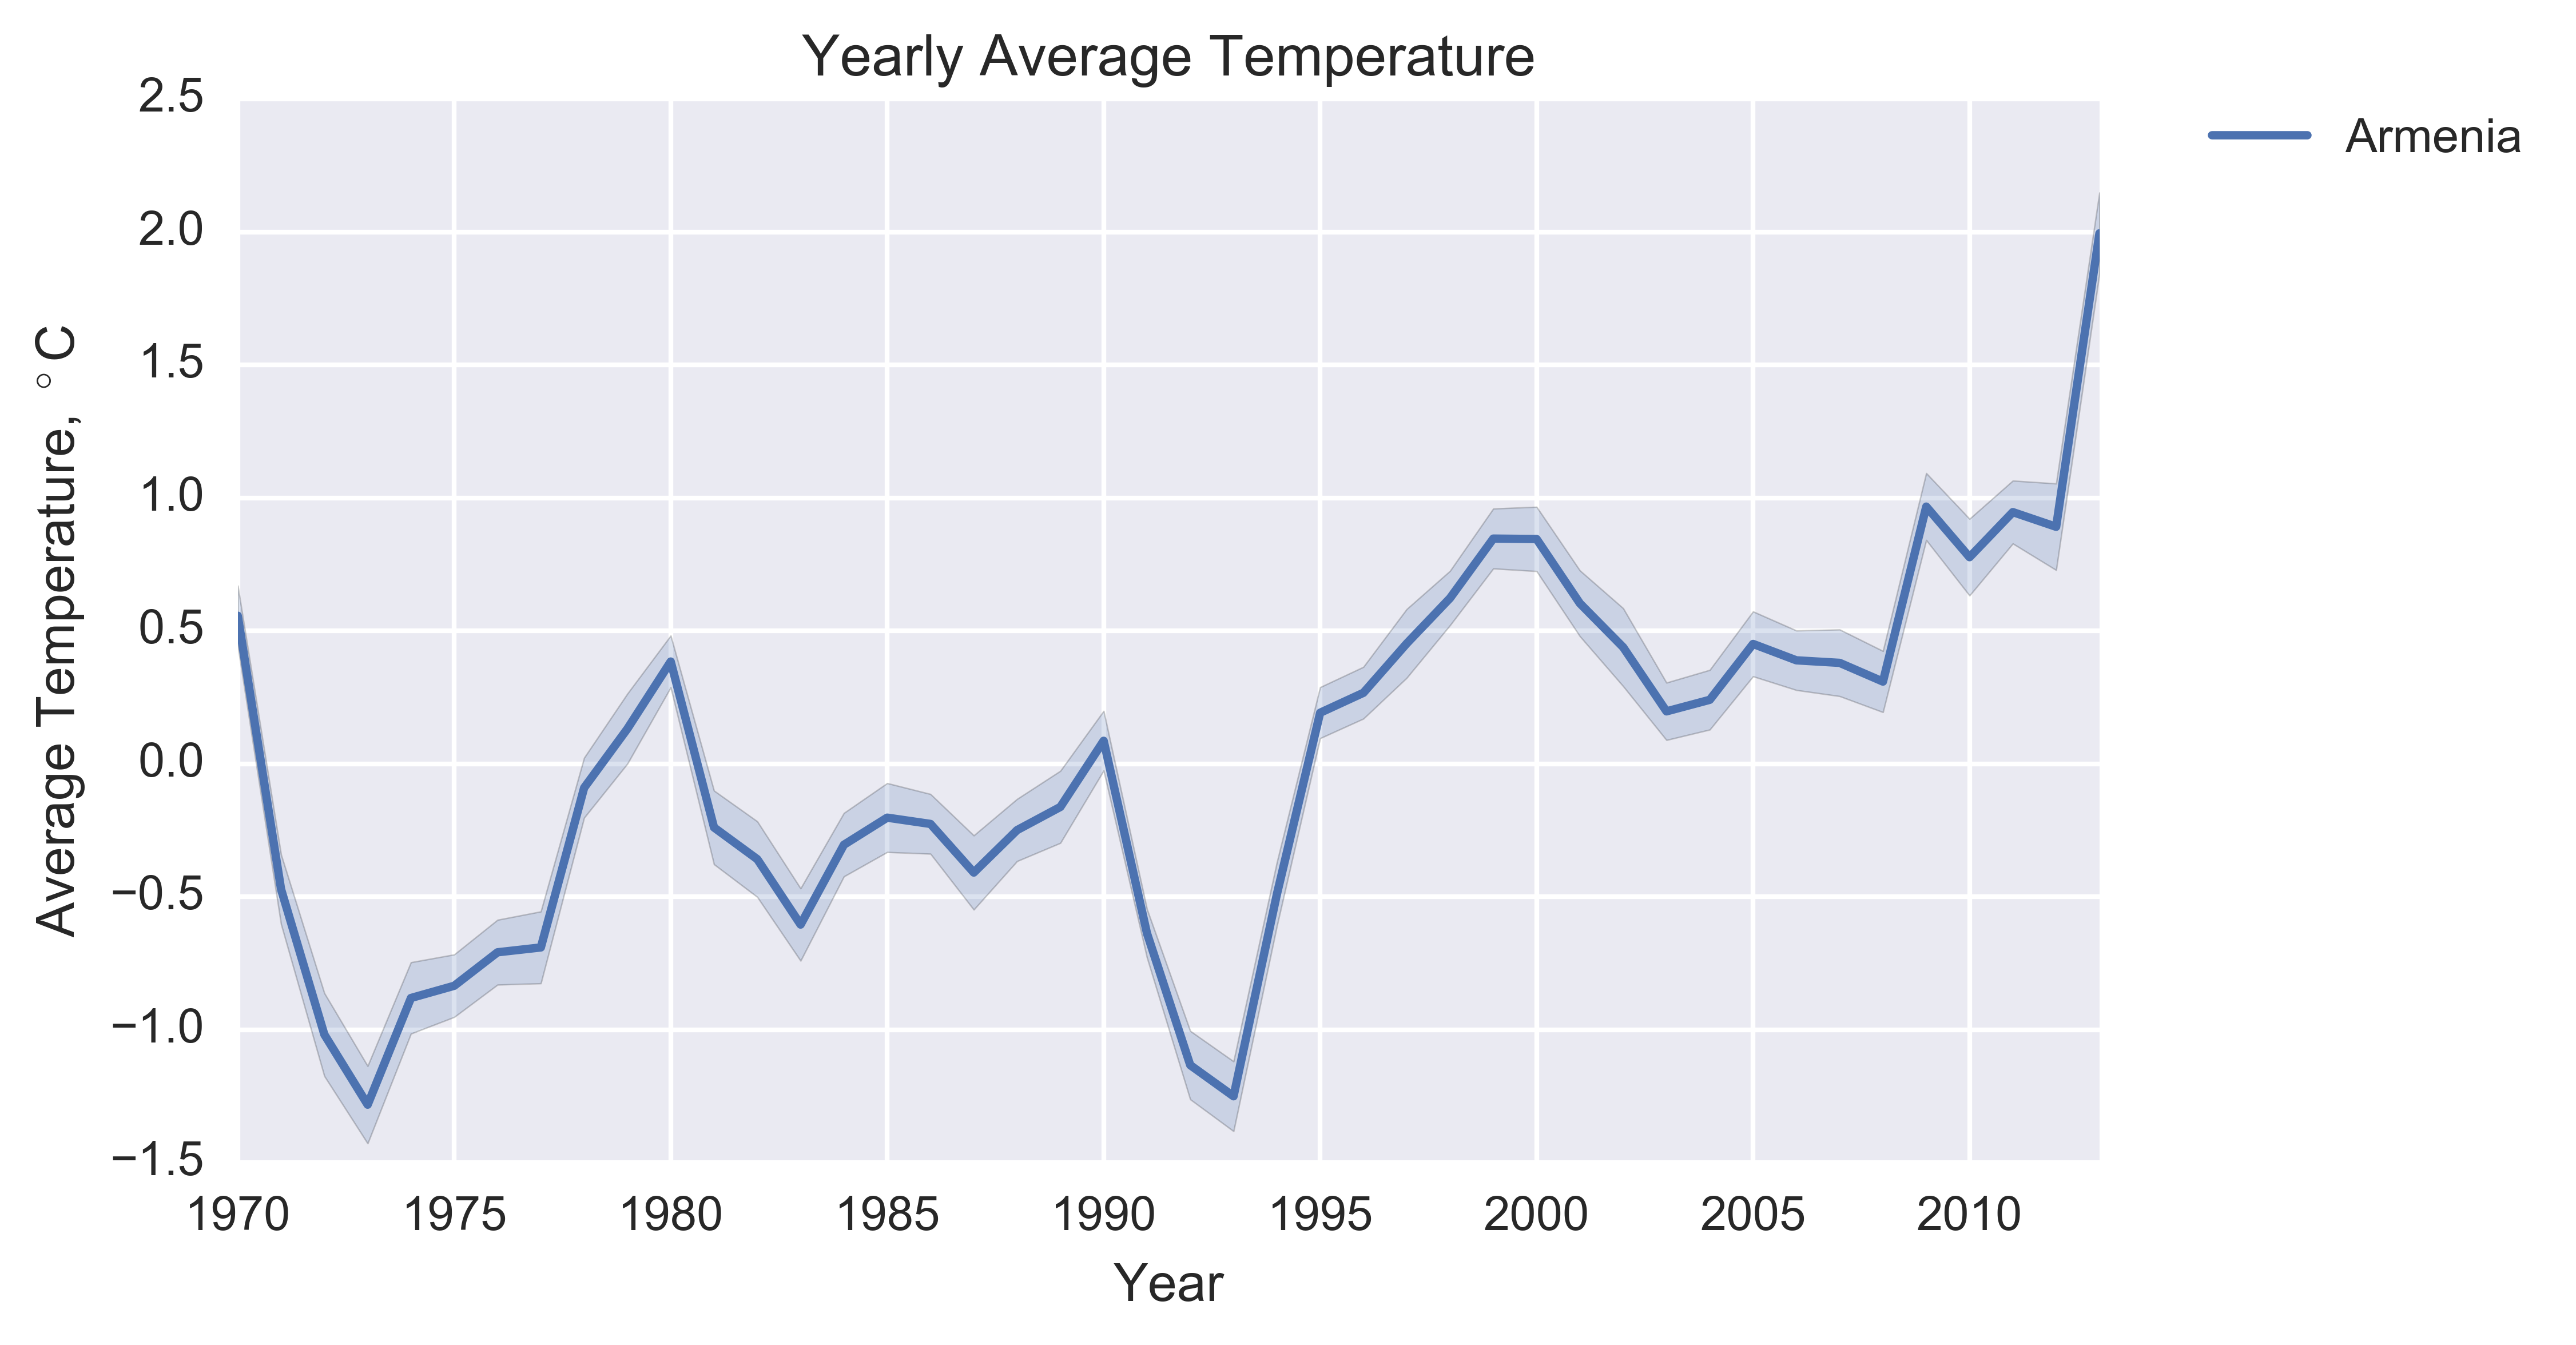 Yearly Average Temperature
Armenia
Average Temperature, °C
2.5
2.0
1.5
1.0
0.5
0.0
−0.5
−1.0
−1.5
1970 1975 1980 1985 1990 1995 2000 2005 2010
Year